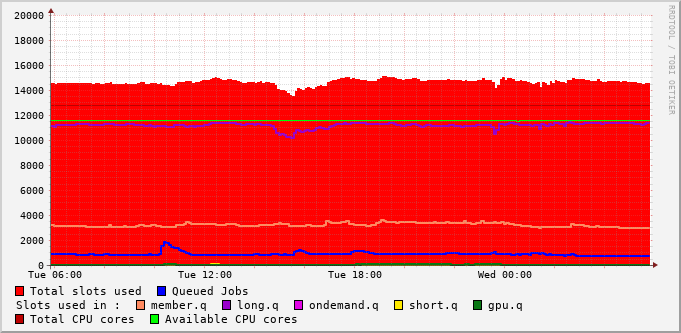 20000
18000
16000
14000
12000
10000
8000
6000
4000
2000
0
Tue 06:00 Tue 12:00 Tue 18:00 Wed 00:00
RRDTOOL / TOBI OETIKER
Total slots used Queued Jobs
Slots used in : member.q long.q ondemand.q short.q gpu.q
Total CPU cores Available CPU cores